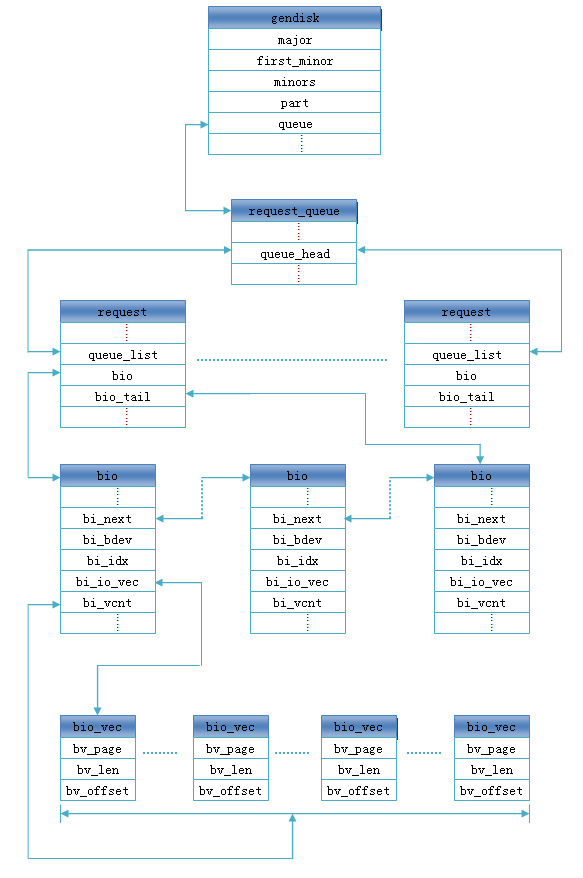 gendisk
major
first_minor
minors
part
queue
request_queue
queue_head
request
queue_list
bio
bio_tail
request
queue_list
bio
bio_tail
bio
bi_next
bi_bdev
bi_idx
bi_io_vec
bi_vcnt
bio
bi_next
bi_bdev
bi_idx
bi_io_vec
bi_vcnt
bio
bi_next
bi_bdev
bi_idx
bi_io_vec
bi_vcnt
bio_vec
bv_page
bv_len
bv_offset
bio_vec
bv_page
bv_len
bv_offset
bio_vec
bv_page
bv_len
bv_offset
bio_vec
bv_page
bv_len
bv_offset